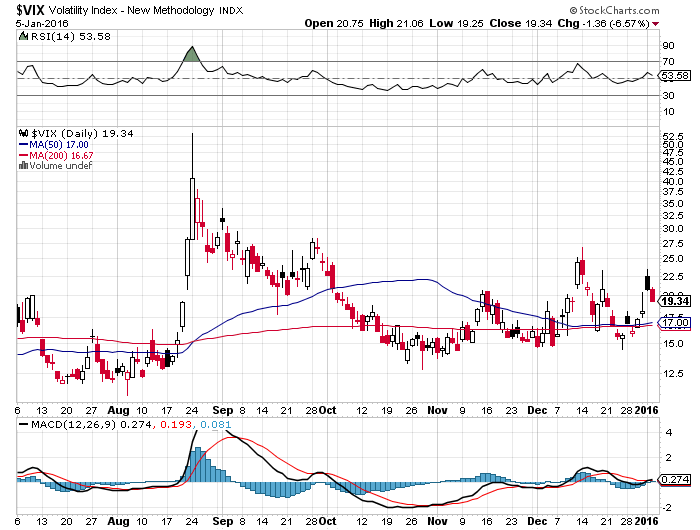 $VIX Volatility Index - New Methodology INDX © StockCharts.com
5-Jan-2016 Open 20.75 High 21.06 Low 19.25 Close 19.34 Chg -1.36 (-6.57%)
RSI(14) 53.58
90
70
53.58
30
10
$VIX (Daily) 19.34
MA(50) 17.00
MA(200) 16.67
Volume undef
52.5
50.0
47.5
45.0
42.5
40.0
37.5
35.0
32.5
30.0
27.5
25.0
22.5
19.34
17.00
15.0
12.5
6 13 20 27 Aug 10 17 24 Sep 8 14 21 28 Oct 12 19 26 Nov 9 16 23 Dec 7 14 21 28 2016
MACD(12,26,9) 0.274, 0.193, 0.081
4
2
0.274
-2
6 13 20 27 Aug 10 17 24 Sep 8 14 21 28 Oct 12 19 26 Nov 9 16 23 Dec 7 14 21 28 2016